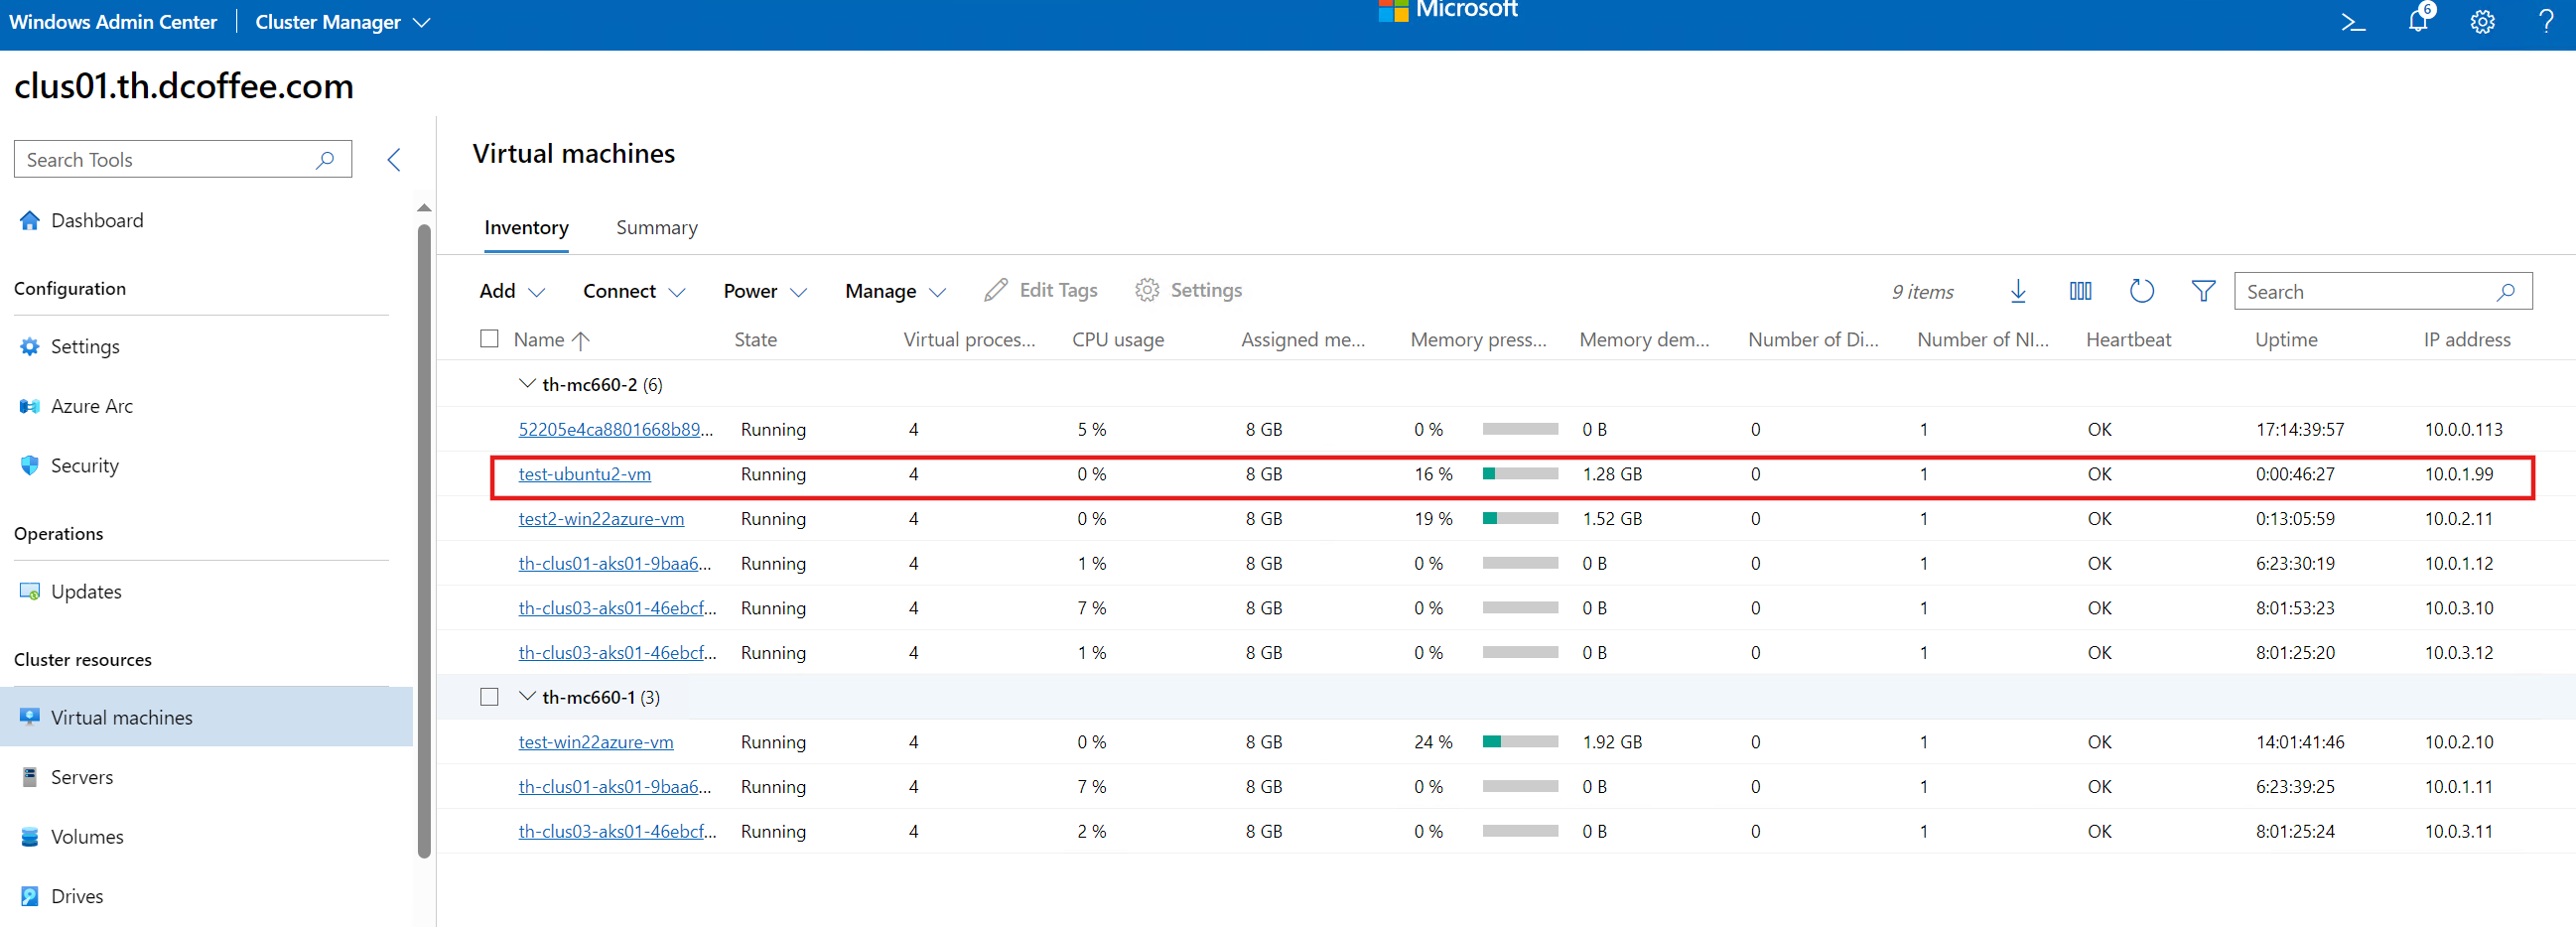 Windows Admin Center | Cluster Manager
Microsoft
6
clus01.th.dcoffee.com
Search Tools
Dashboard
Configuration
Settings
Azure Arc
Security
Operations
Updates
Cluster resources
Virtual machines
Servers
Volumes
Drives
Virtual machines
Inventory Summary
Add Connect Power Manage Edit Tags Settings 9 items Search
Name State Virtual proces... CPU usage Assigned me... Memory press... Memory dem... Number of Di... Number of NI... Heartbeat Uptime IP address
th-mc660-2 (6)
52205e4ca8801668b89... Running 4 5 % 8 GB 0 % 0 B 0 1 OK 17:14:39:57 10.0.0.113
test-ubuntu2-vm Running 4 0 % 8 GB 16 % 1.28 GB 0 1 OK 0:00:46:27 10.0.1.99
test2-win22azure-vm Running 4 0 % 8 GB 19 % 1.52 GB 0 1 OK 0:13:05:59 10.0.2.11
th-clus01-aks01-9baa6... Running 4 1 % 8 GB 0 % 0 B 0 1 OK 6:23:30:19 10.0.1.12
th-clus03-aks01-46ebcf... Running 4 7 % 8 GB 0 % 0 B 0 1 OK 8:01:53:23 10.0.3.10
th-clus03-aks01-46ebcf... Running 4 1 % 8 GB 0 % 0 B 0 1 OK 8:01:25:20 10.0.3.12
th-mc660-1 (3)
test-win22azure-vm Running 4 0 % 8 GB 24 % 1.92 GB 0 1 OK 14:01:41:46 10.0.2.10
th-clus01-aks01-9baa6... Running 4 7 % 8 GB 0 % 0 B 0 1 OK 6:23:39:25 10.0.1.11
th-clus03-aks01-46ebcf... Running 4 2 % 8 GB 0 % 0 B 0 1 OK 8:01:25:24 10.0.3.11